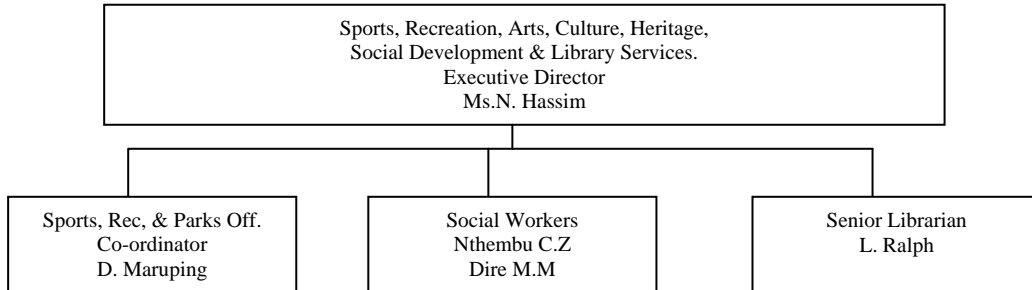 Sports, Recreation, Arts, Culture, Heritage,
Social Development & Library Services.
Executive Director
Ms.N. Hassim
Sports, Rec, & Parks Off.
Co-ordinator
D. Maruping
Social Workers
Nthembu C.Z
Dire M.M
Senior Librarian
L. Ralph